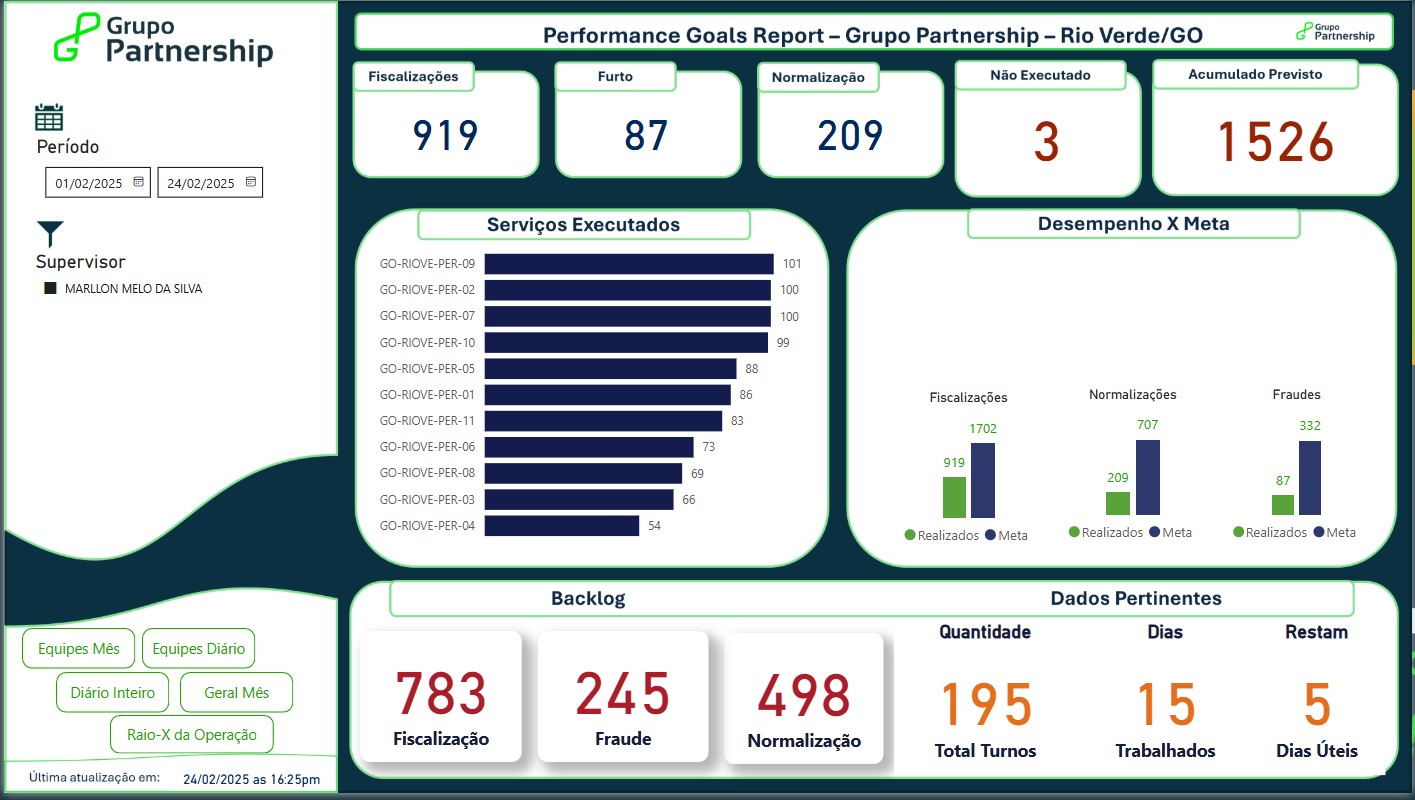 Grupo
Partnership
Período
01/02/2025 24/02/2025
Supervisor
MARLLON MELO DA SILVA
Equipes Mês Equipes Diário
Diário Inteiro Geral Mês
Raio-X da Operação
Última atualização em: 24/02/2025 as 16:25pm
Performance Goals Report – Grupo Partnership – Rio Verde/GO
Grupo
Partnership
Fiscalizações
919
Furto
87
Normalização
209
Não Executado
3
Acumulado Previsto
1526
Serviços Executados
GO-RIOVE-PER-09 101
GO-RIOVE-PER-02 100
GO-RIOVE-PER-07 100
GO-RIOVE-PER-10 99
GO-RIOVE-PER-05 88
GO-RIOVE-PER-01 86
GO-RIOVE-PER-11 83
GO-RIOVE-PER-06 73
GO-RIOVE-PER-08 69
GO-RIOVE-PER-03 66
GO-RIOVE-PER-04 54
Desempenho X Meta
Fiscalizações
1702
919
Realizados Meta
Normalizações
707
209
Realizados Meta
Fraudes
332
87
Realizados Meta
Backlog
783
Fiscalização
245
Fraude
498
Normalização
Dados Pertinentes
Quantidade
195
Total Turnos
Dias
15
Trabalhados
Restam
5
Dias Úteis